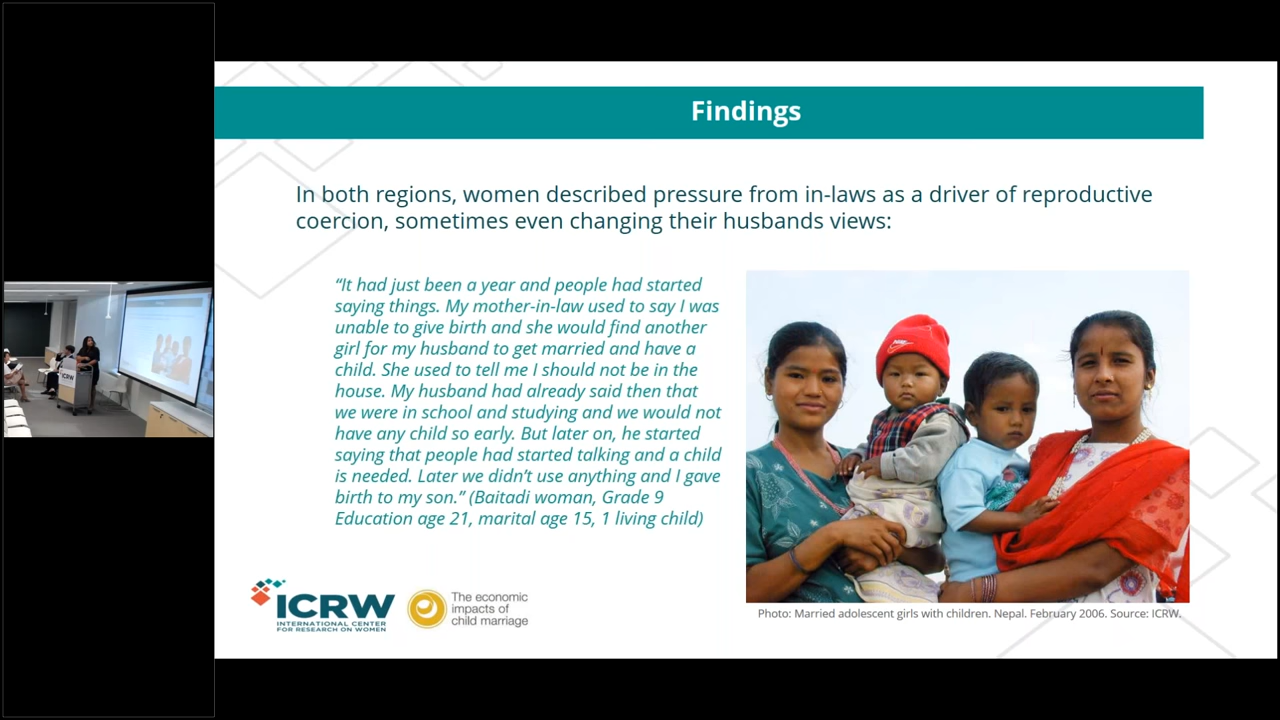 Findings
In both regions, women described pressure from in-laws as a driver of reproductive
coercion, sometimes even changing their husbands views:
“It had just been a year and people had started
saying things. My mother-in-law used to say I was
unable to give birth and she would find another
girl for my husband to get married and have a
child. She used to tell me I should not be in the
house. My husband had already said then that
we were in school and studying and we would not
have any child so early. But later on, he started
saying that people had started talking and a child
is needed. Later we didn’t use anything and I gave
birth to my son.” (Baitadi woman, Grade 9
Education age 21, marital age 15, 1 living child)
Photo: Married adolescent girls with children. Nepal. February 2006. Source: ICRW.
ICRW
INTERNATIONAL CENTER
FOR RESEARCH ON WOMEN
The economic
impacts of
child marriage
ICRW